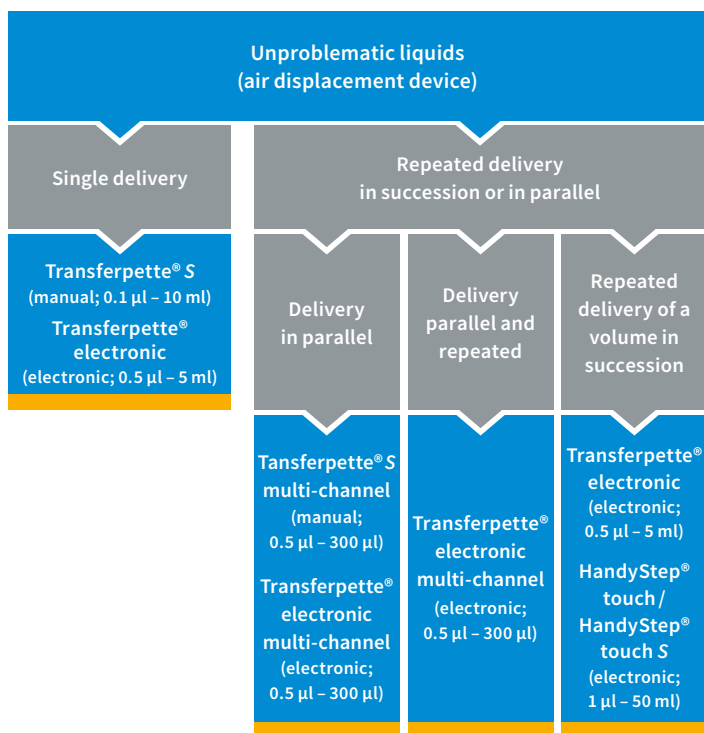 Unproblematic liquids
(air displacement device)
Single delivery
Repeated delivery
in succession or in parallel
Transferpette® S
(manual; 0.1 µl – 10 ml)
Transferpette®
electronic
(electronic; 0.5 µl – 5 ml)
Delivery
in parallel
Delivery
parallel and
repeated
Repeated
delivery of a
volume in
succession
Tansferpette® S
multi-channel
(manual;
0.5 µl – 300 µl)
Transferpette®
electronic
multi-channel
(electronic;
0.5 µl – 300 µl)
Transferpette®
electronic
multi-channel
(electronic;
0.5 µl – 300 µl)
Transferpette®
electronic
(electronic;
0.5 µl – 5 ml)
HandyStep®
touch /
HandyStep®
touch S
(electronic;
1 µl – 50 ml)